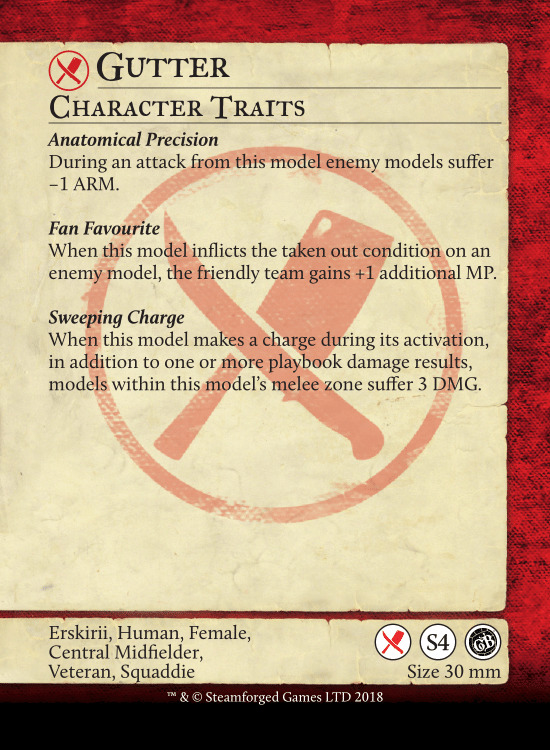 Gutter
Character Traits
Anatomical Precision
During an attack from this model enemy models suffer
−1 ARM.
Fan Favourite
When this model inflicts the taken out condition on an
enemy model, the friendly team gains +1 additional MP.
Sweeping Charge
When this model makes a charge during its activation,
in addition to one or more playbook damage results,
models within this model’s melee zone suffer 3 DMG.
Erskirii, Human, Female,
Central Midfielder,
Veteran, Squaddie
S4
GB
Size 30 mm
™ & © Steamforged Games LTD 2018